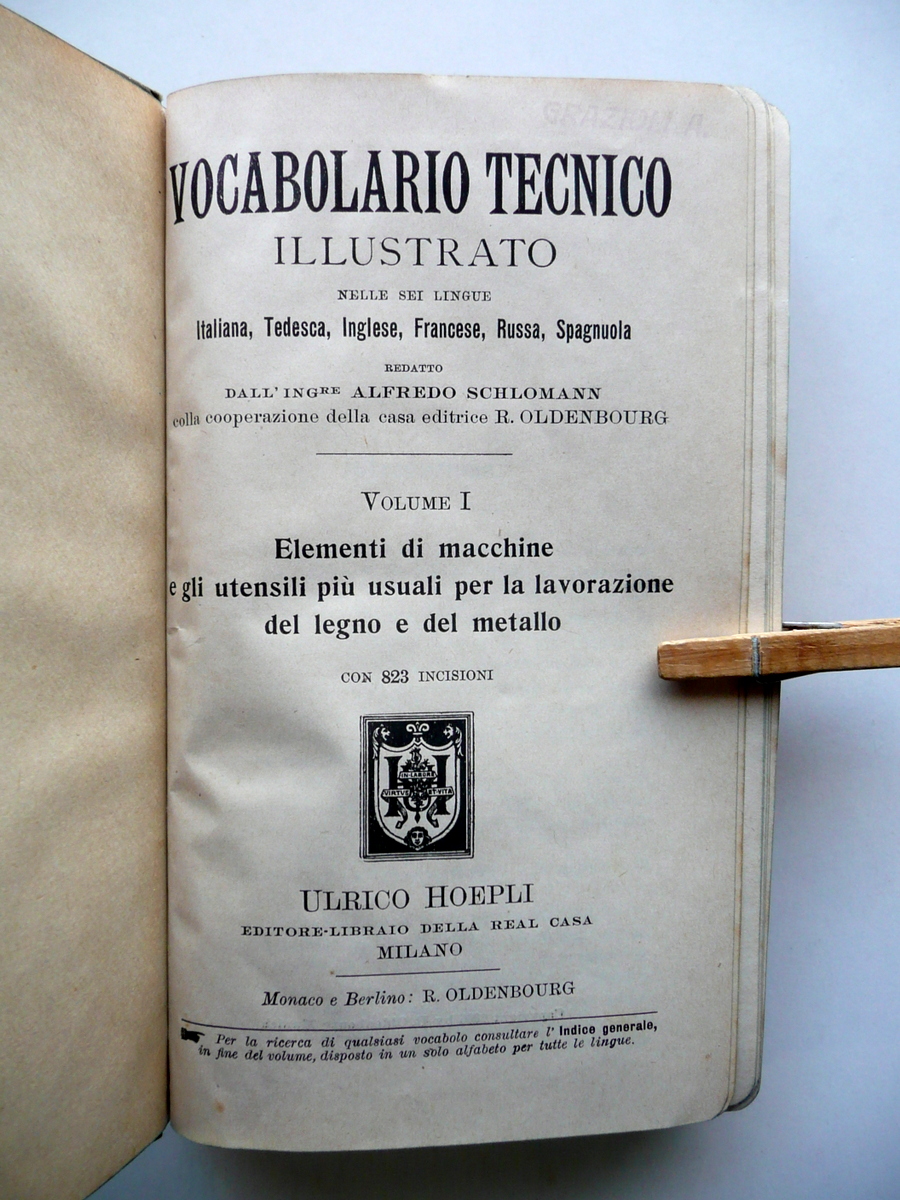 VOCABOLARIO TECNICO
ILLUSTRATO
NELLE SEI LINGUE
Italiana, Tedesca, Inglese, Francese, Russa, Spagnuola
REDATTO
DALL'INGRE ALFREDO SCHLOMANN
colla cooperazione della casa editrice R. OLDENBOURG
VOLUME I
Elementi di macchine
e gli utensili più usuali per la lavorazione
del legno e del metallo
CON 823 INCISIONI
IN·LABORE
VIRTVS ET·VITA
ULRICO HOEPLI
EDITORE-LIBRAIO DELLA REAL CASA
MILANO
Monaco e Berlino: R. OLDENBOURG
Per la ricerca di qualsiasi vocabolo consultare l'Indice generale,
in fine del volume, disposto in un solo alfabeto per tutte le lingue.